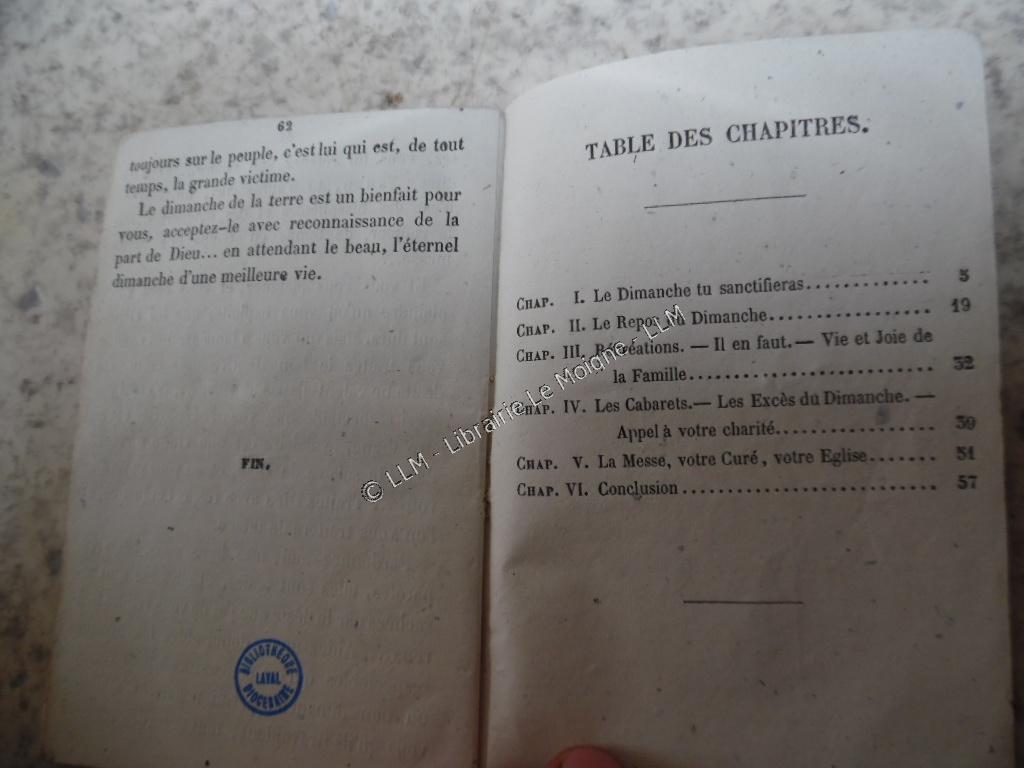 62
toujours sur le peuple, c'est lui qui est, de tout
temps, la grande victime.
Le dimanche de la terre est un bienfait pour
vous, acceptez-le avec reconnaissance de la
part de Dieu... en attendant le beau, l'éternel
dimanche d'une meilleure vie.
FIN.
BIBLIOTHÈQUE
LAVAL
DIOCESAINE
TABLE DES CHAPITRES.
CHAP. I. Le Dimanche tu sanctifieras.............. 5
CHAP. II. Le Repos du Dimanche.................. 19
CHAP. III. Récréations. — Il en faut. — Vie et Joie de
la Famille........................... 32
CHAP. IV. Les Cabarets. — Les Excès du Dimanche. —
Appel à votre charité.................. 39
CHAP. V. La Messe, votre Curé, votre Eglise....... 51
CHAP. VI. Conclusion............................ 57
© LLM - Librairie Le Moigne - LLM